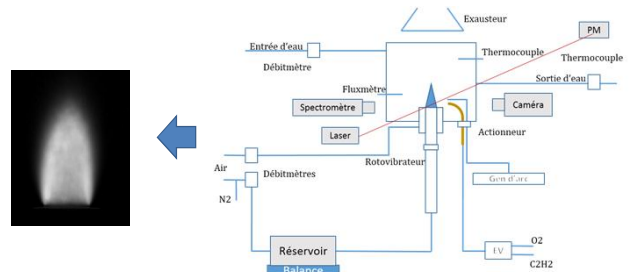 Exausteur
PM
Entrée d'eau
Thermocouple
Thermocouple
Débitmètre
Sortie d'eau
Fluxmètre
Spectromètre
Caméra
Laser
Actionneur
Rotovibrateur
Air
Débitmètres
Gen d'arc
N2
Réservoir
Balance
EV
O2
C2H2